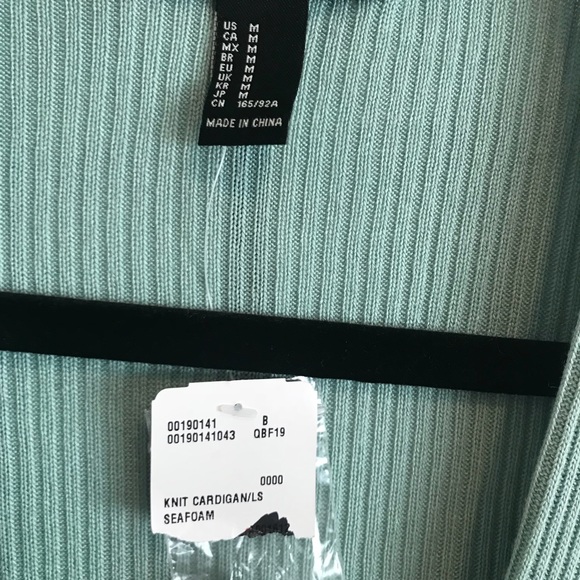 US M
CA M
MX M
BR M
EU M
UK M
KR M
JP M
CN 165/92A
MADE IN CHINA
00190141 B
00190141043 QBF19
0000
KNIT CARDIGAN/LS
SEAFOAM